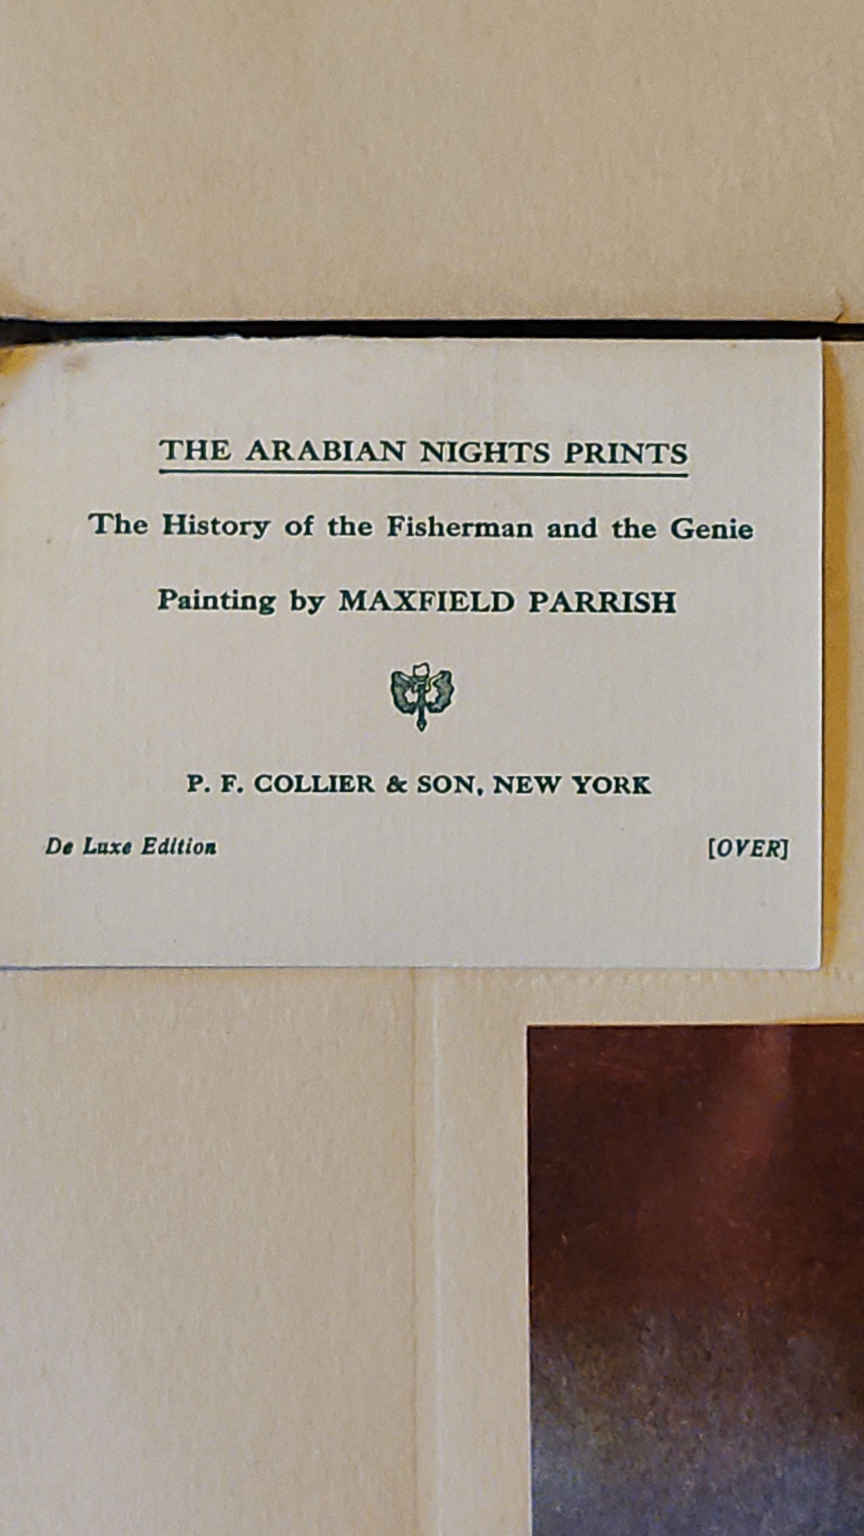 THE ARABIAN NIGHTS PRINTS
The History of the Fisherman and the Genie
Painting by MAXFIELD PARRISH
P. F. COLLIER & SON, NEW YORK
De Luxe Edition [OVER]